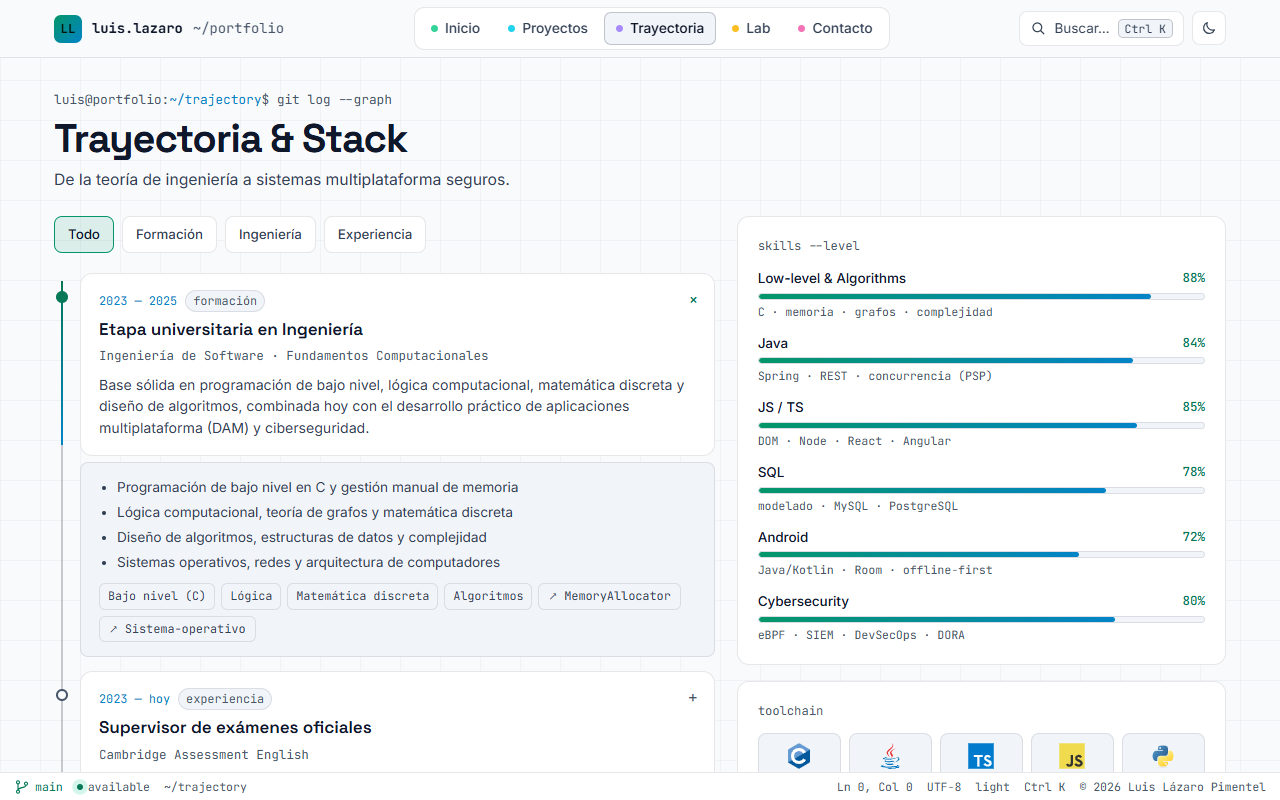 LL luis.lazaro ~/portfolio
Inicio
Proyectos
Trayectoria
Lab
Contacto
Buscar... Ctrl K
luis@portfolio:~/trajectory$ git log --graph
Trayectoria & Stack
De la teoría de ingeniería a sistemas multiplataforma seguros.
Todo
Formación
Ingeniería
Experiencia
2023 — 2025 formación ×
Etapa universitaria en Ingeniería
Ingeniería de Software · Fundamentos Computacionales
Base sólida en programación de bajo nivel, lógica computacional, matemática discreta y
diseño de algoritmos, combinada hoy con el desarrollo práctico de aplicaciones
multiplataforma (DAM) y ciberseguridad.
• Programación de bajo nivel en C y gestión manual de memoria
• Lógica computacional, teoría de grafos y matemática discreta
• Diseño de algoritmos, estructuras de datos y complejidad
• Sistemas operativos, redes y arquitectura de computadores
Bajo nivel (C)
Lógica
Matemática discreta
Algoritmos
↗ MemoryAllocator
↗ Sistema-operativo
2023 — hoy experiencia +
Supervisor de exámenes oficiales
Cambridge Assessment English
skills --level
Low-level & Algorithms 88%
C · memoria · grafos · complejidad
Java 84%
Spring · REST · concurrencia (PSP)
JS / TS 85%
DOM · Node · React · Angular
SQL 78%
modelado · MySQL · PostgreSQL
Android 72%
Java/Kotlin · Room · offline-first
Cybersecurity 80%
eBPF · SIEM · DevSecOps · DORA
toolchain
C
TS
JS
main available ~/trajectory
Ln 0, Col 0 UTF-8 light Ctrl K © 2026 Luis Lázaro Pimentel